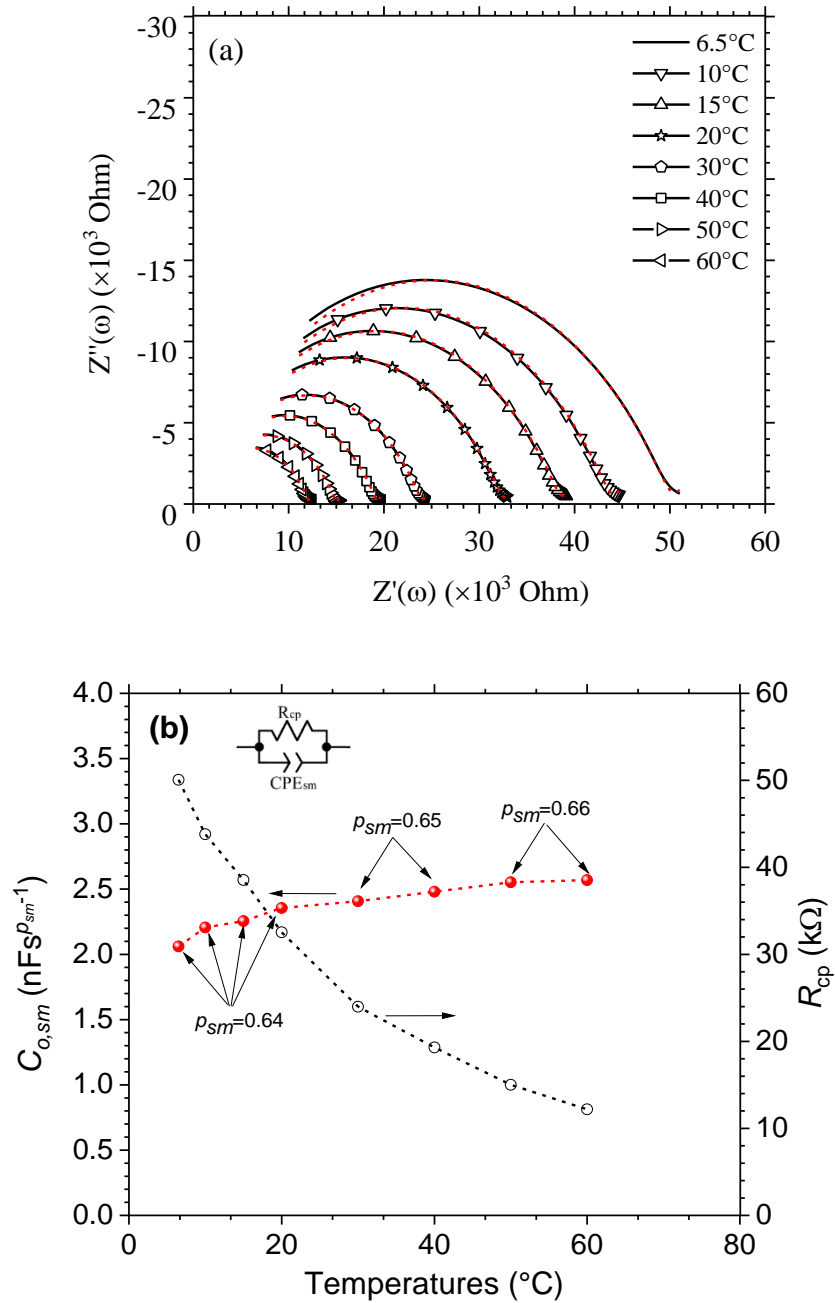 (a)
6.5°C
10°C
15°C
20°C
30°C
40°C
50°C
60°C
-30
-25
-20
-15
-10
-5
0
Z''(ω) (×10³ Ohm)
0 10 20 30 40 50 60
Z'(ω) (×10³ Ohm)
(b)
R_cp
CPE_sm
p_sm=0.65
p_sm=0.66
p_sm=0.64
4.0
3.5
3.0
2.5
2.0
1.5
1.0
0.5
0.0
C_o,sm (nFs^p_sm-1)
60
50
40
30
20
10
0
R_cp (kΩ)
0 20 40 60 80
Temperatures (°C)